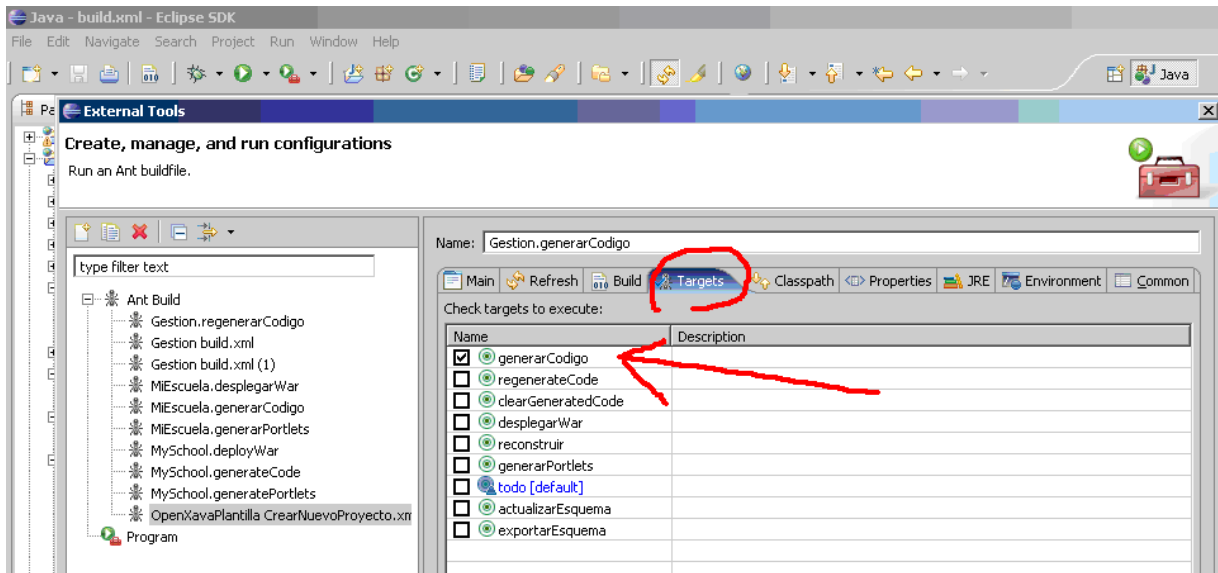 Java - build.xml - Eclipse SDK
File Edit Navigate Search Project Run Window Help
Java
Pa
External Tools
Create, manage, and run configurations
Run an Ant buildfile.
Name: Gestion.generarCodigo
type filter text
Main Refresh Build Targets Classpath Properties JRE Environment Common
Check targets to execute:
Ant Build
Gestion.regenerarCodigo
Gestion build.xml
Gestion build.xml (1)
MiEscuela.desplegarWar
MiEscuela.generarCodigo
MiEscuela.generarPortlets
MySchool.deployWar
MySchool.generateCode
MySchool.generatePortlets
OpenXavaPlantilla CrearNuevoProyecto.xm
Program
Name Description
generarCodigo
regenerateCode
clearGeneratedCode
desplegarWar
reconstruir
generarPortlets
todo [default]
actualizarEsquema
exportarEsquema